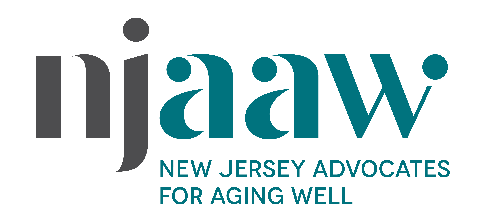 njaaw
NEW JERSEY ADVOCATES
FOR AGING WELL